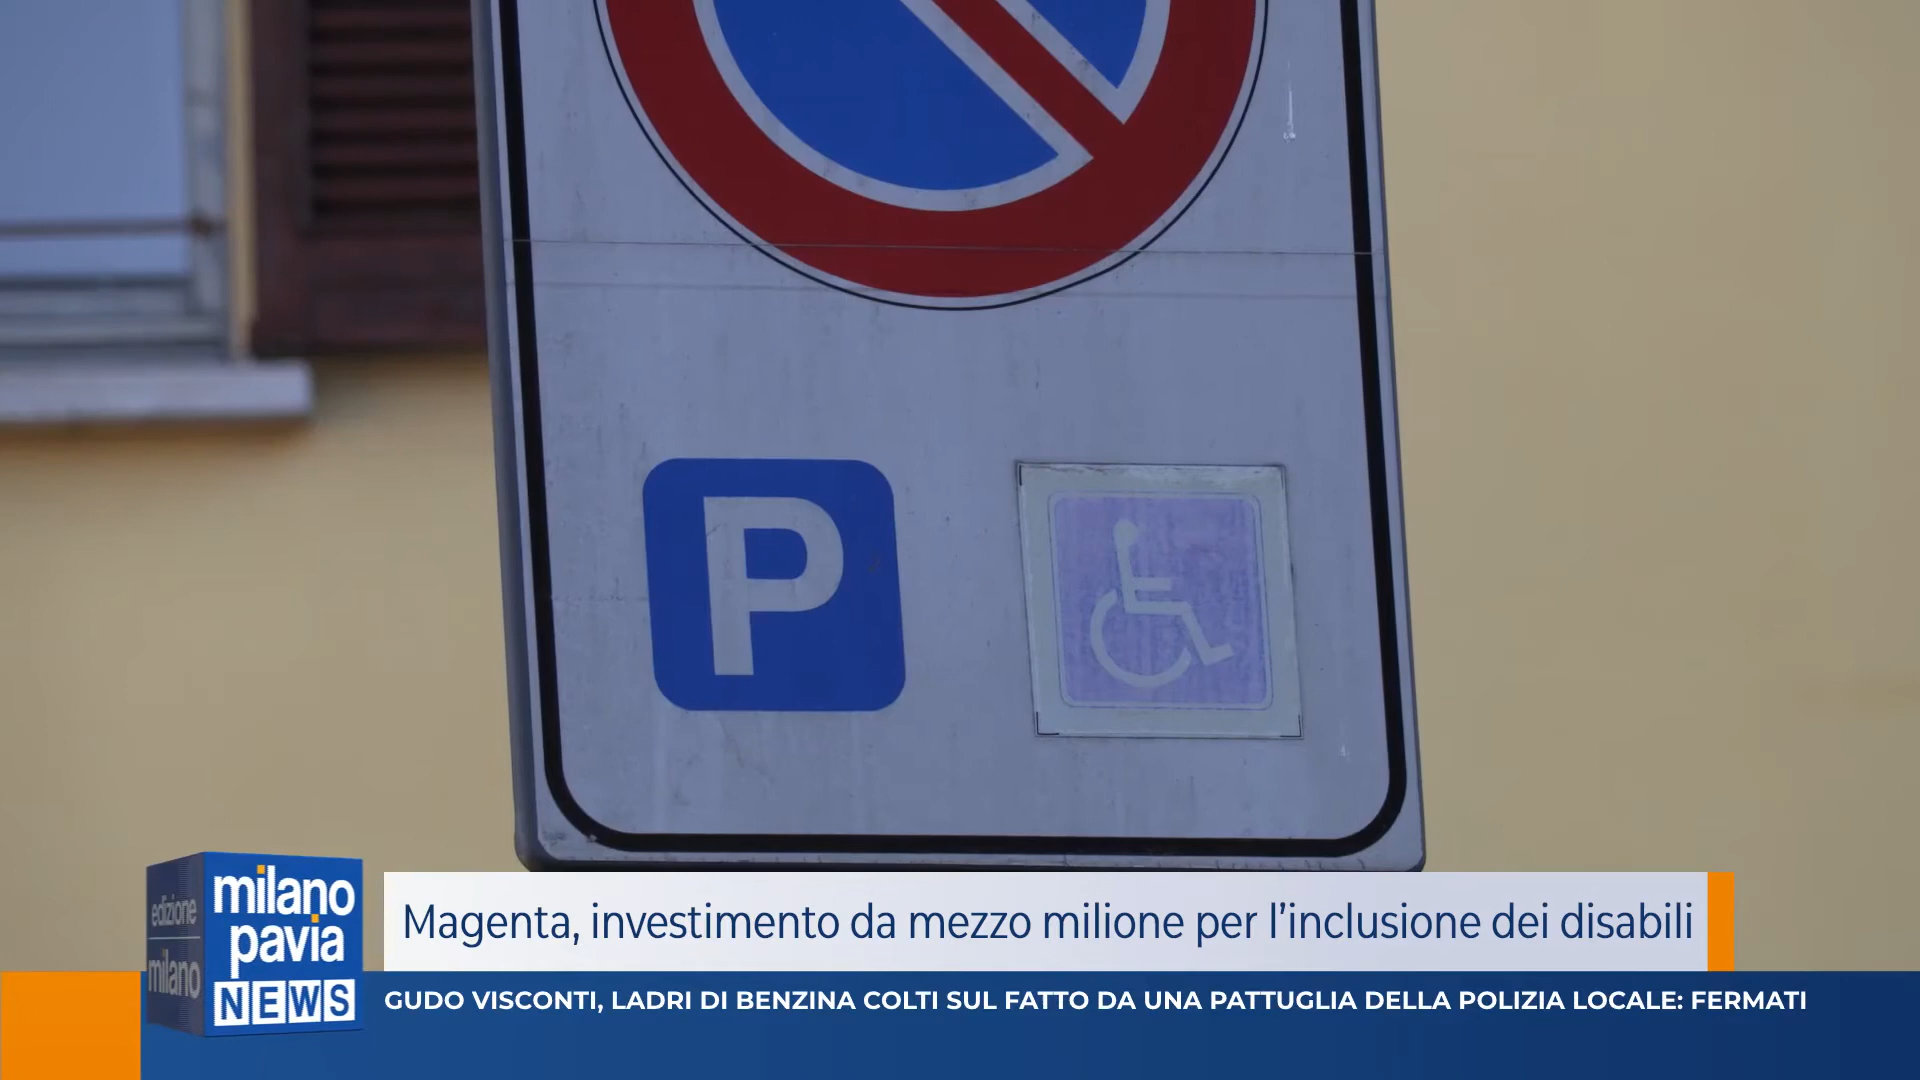 P
edizione
milano
milano
pavia
NEWS
Magenta, investimento da mezzo milione per l’inclusione dei disabili
GUDO VISCONTI, LADRI DI BENZINA COLTI SUL FATTO DA UNA PATTUGLIA DELLA POLIZIA LOCALE: FERMATI